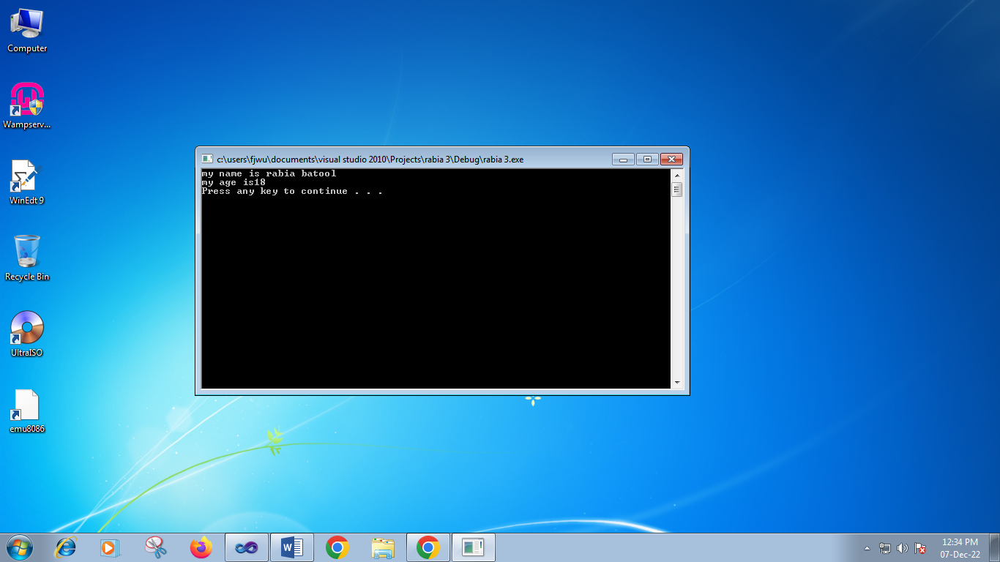 Computer
Wampserv...
WinEdt 9
Recycle Bin
UltraISO
emu8086
c:\users\fjwu\documents\visual studio 2010\Projects\rabia 3\Debug\rabia 3.exe
my name is rabia batool
my age is18
Press any key to continue . . .
12:34 PM
07-Dec-22